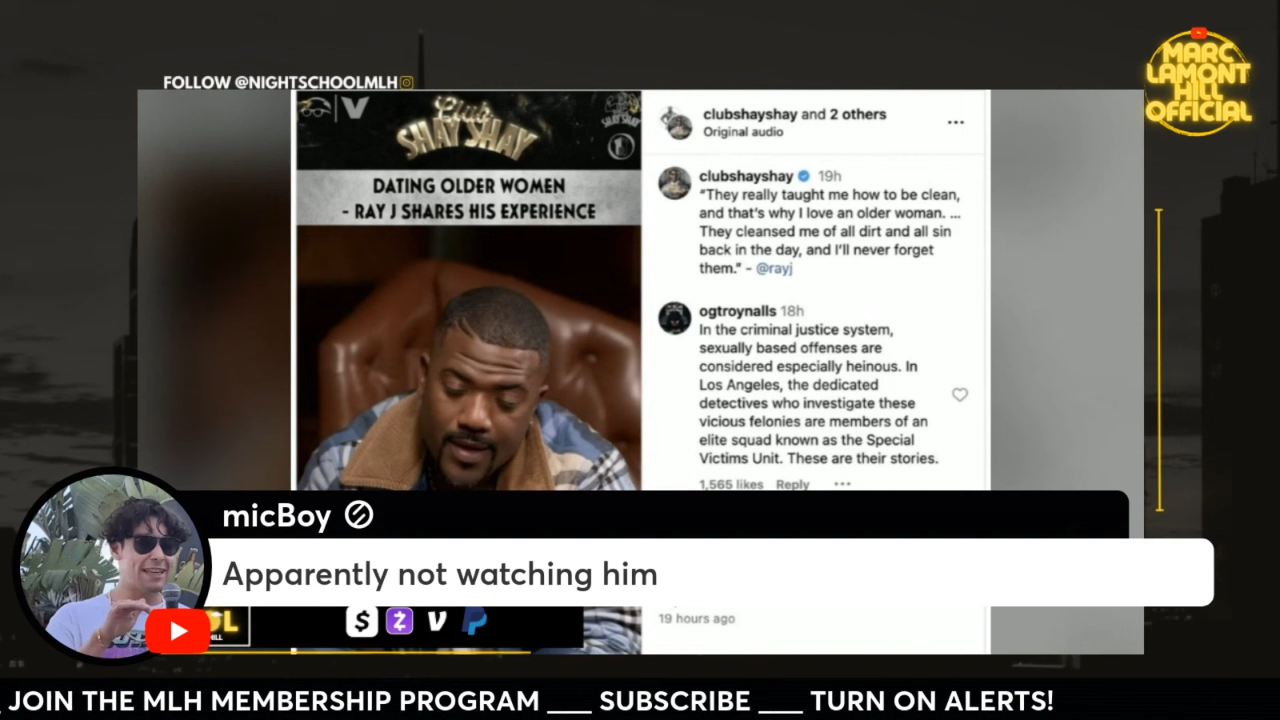 FOLLOW @NIGHTSCHOOLMLH
MARC
LAMONT
HILL
OFFICIAL
V
Club
SHAY SHAY
DATING OLDER WOMEN
- RAY J SHARES HIS EXPERIENCE
clubshayshay and 2 others
Original audio
clubshayshay 19h
"They really taught me how to be clean,
and that's why I love an older woman. ...
They cleansed me of all dirt and all sin
back in the day, and I'll never forget
them." - @rayj
ogtroynalls 18h
In the criminal justice system,
sexually based offenses are
considered especially heinous. In
Los Angeles, the dedicated
detectives who investigate these
vicious felonies are members of an
elite squad known as the Special
Victims Unit. These are their stories.
1,565 likes Reply
micBoy
Apparently not watching him
19 hours ago
JOIN THE MLH MEMBERSHIP PROGRAM ___ SUBSCRIBE ___ TURN ON ALERTS!